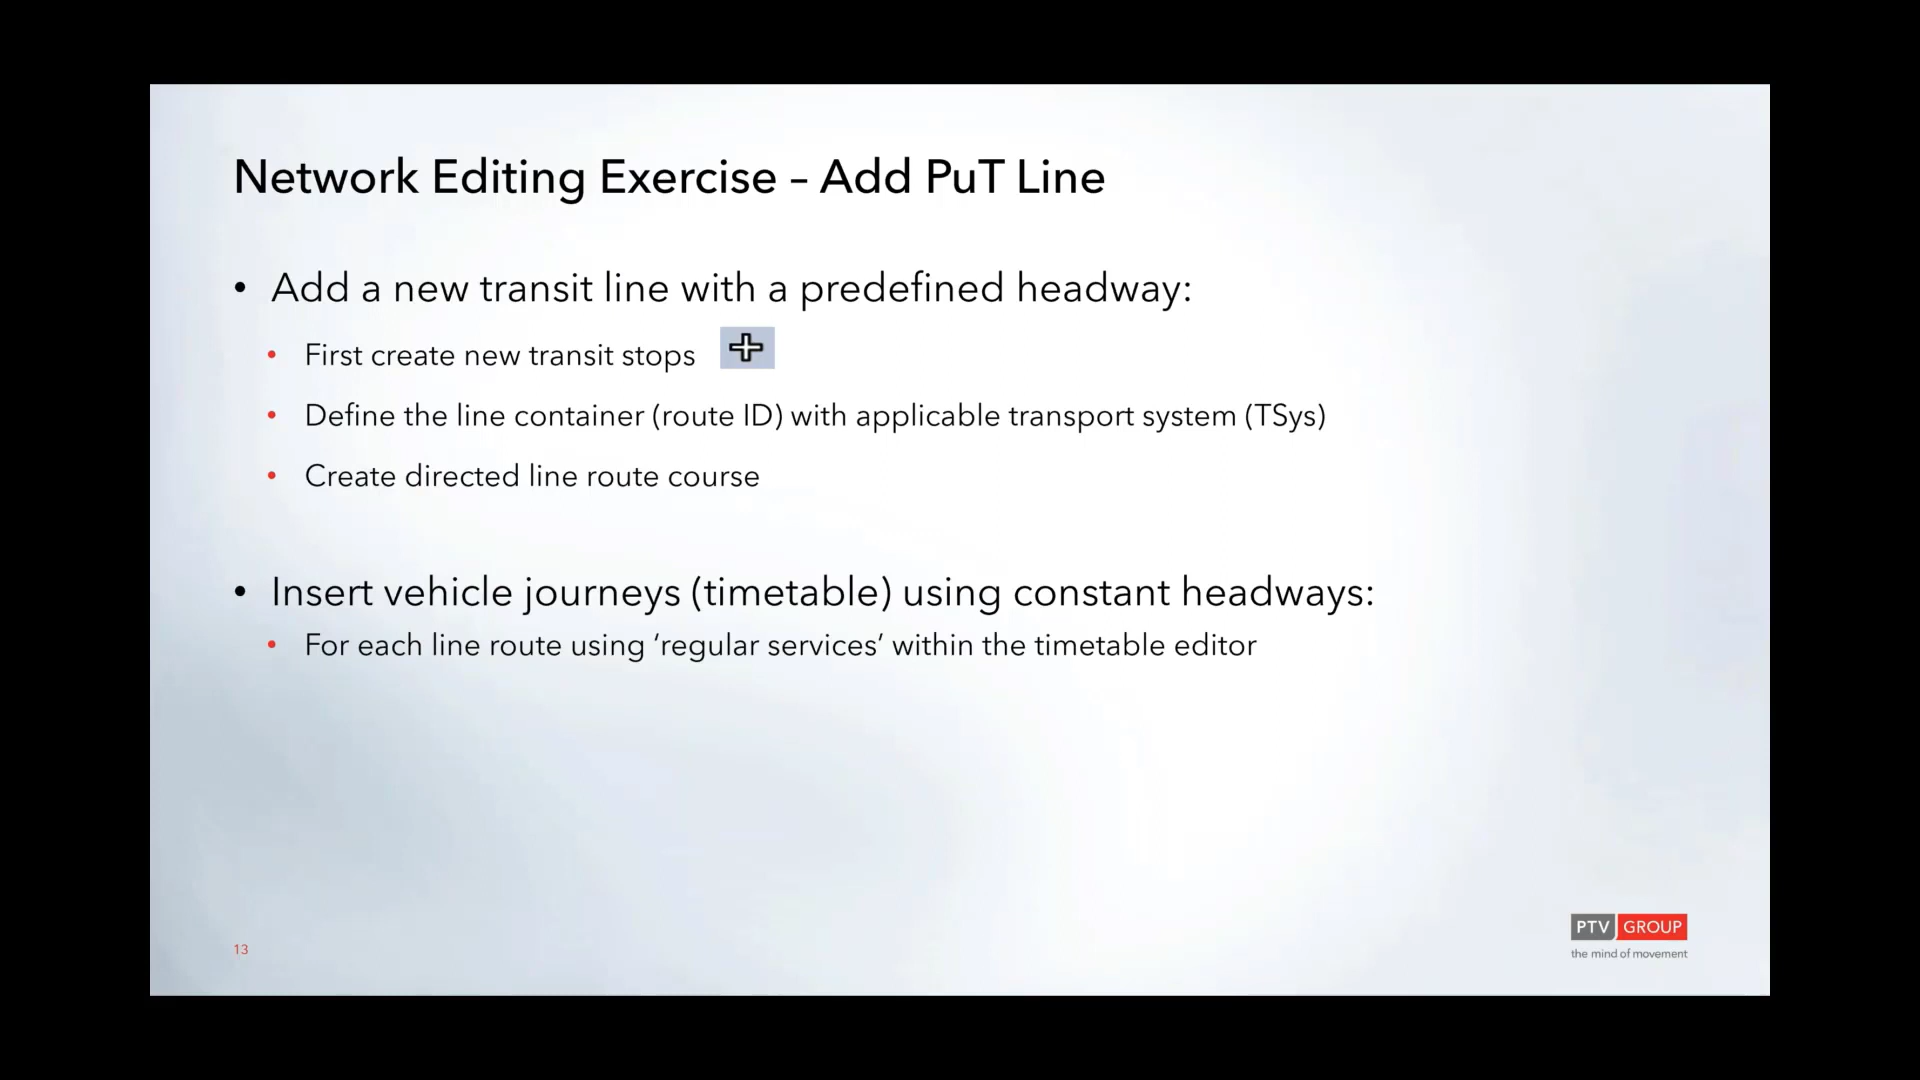 Network Editing Exercise – Add PuT Line
• Add a new transit line with a predefined headway:
• First create new transit stops
• Define the line container (route ID) with applicable transport system (TSys)
• Create directed line route course
• Insert vehicle journeys (timetable) using constant headways:
• For each line route using ‘regular services’ within the timetable editor
13
PTV GROUP
the mind of movement